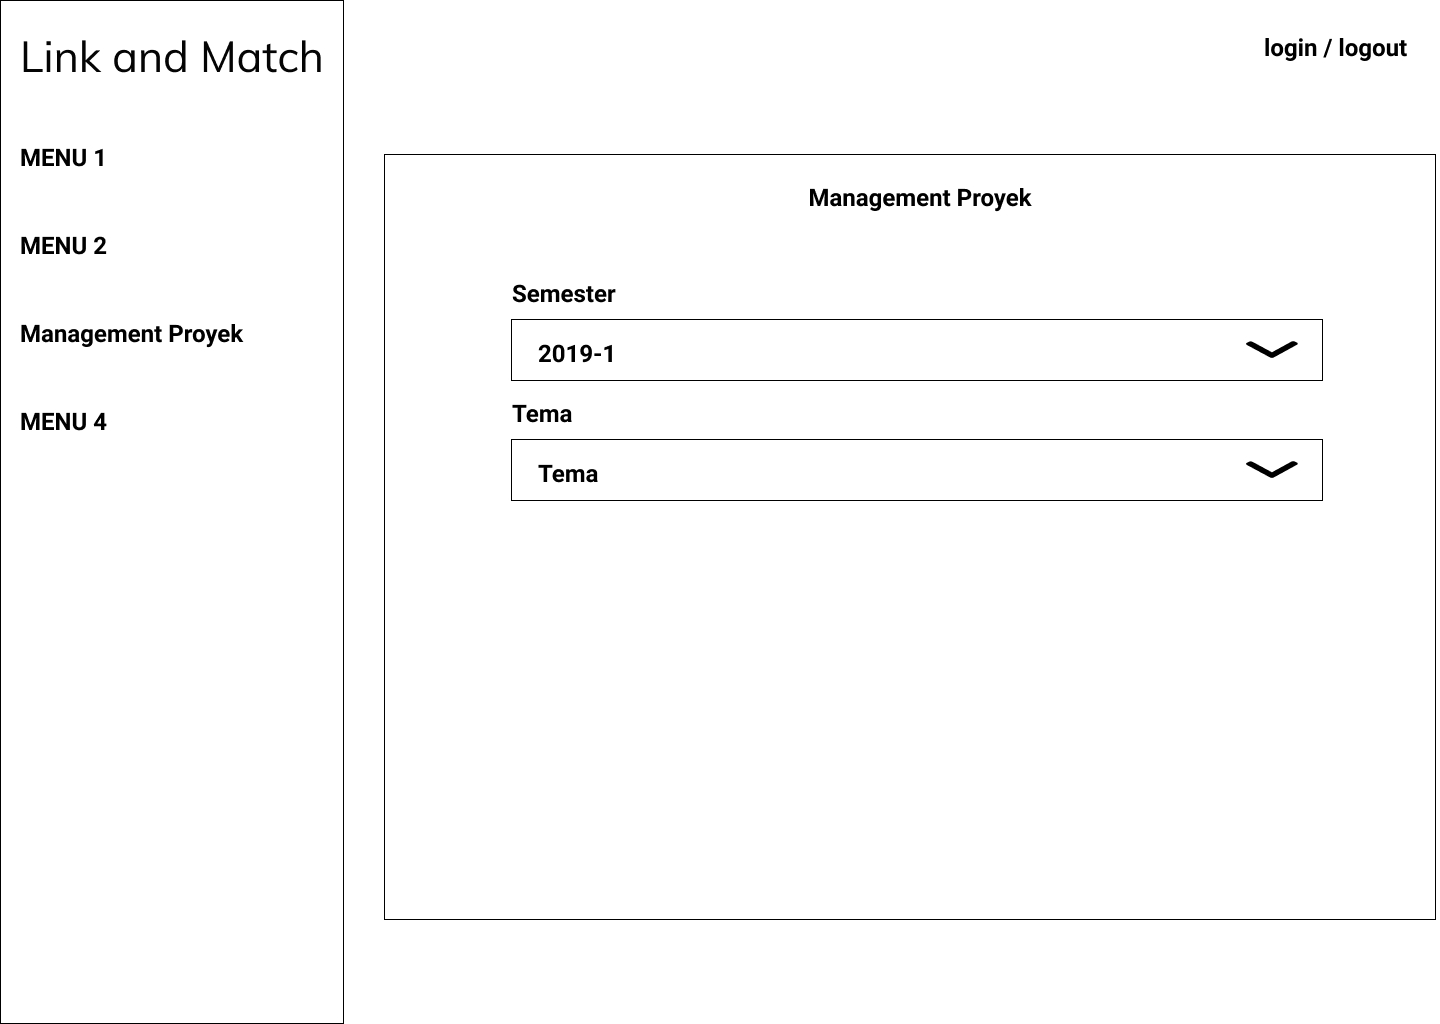 Link and Match
login / logout
MENU 1
MENU 2
Management Proyek
MENU 4
Management Proyek
Semester
2019-1
Tema
Tema